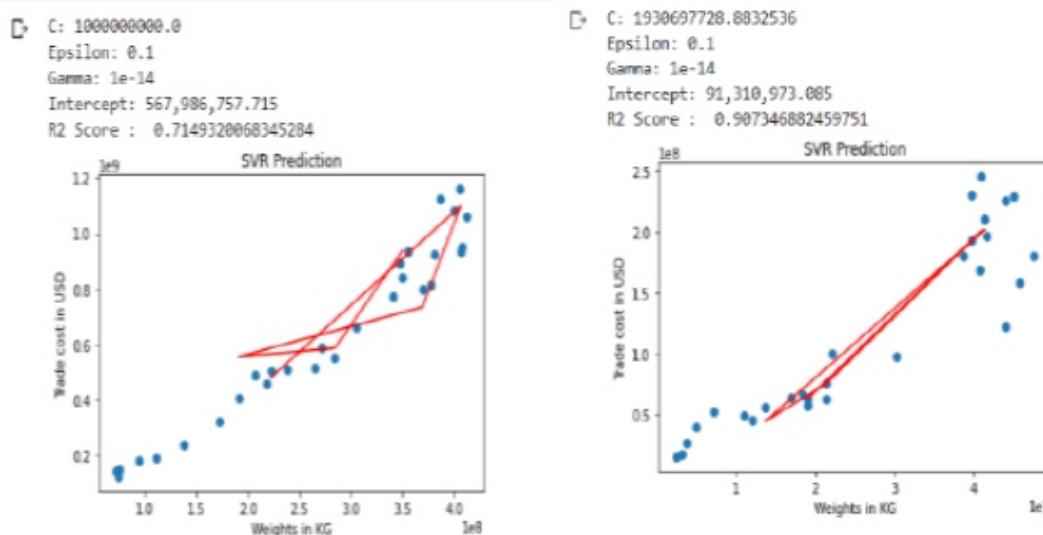 C: 1000000000.0
Epsilon: 0.1
Gamma: 1e-14
Intercept: 567,986,757.715
R2 Score : 0.7149320068345284
1e9
SVR Prediction
1.2
1.0
0.8
0.6
0.4
0.2
Trade cost in USD
1.0 1.5 2.0 2.5 3.0 3.5 4.0
1e8
Weights in KG
C: 1930697728.8832536
Epsilon: 0.1
Gamma: 1e-14
Intercept: 91,310,973.085
R2 Score : 0.907346882459751
1e8
SVR Prediction
2.5
2.0
1.5
1.0
0.5
Trade cost in USD
1 2 3 4
Weights in KG